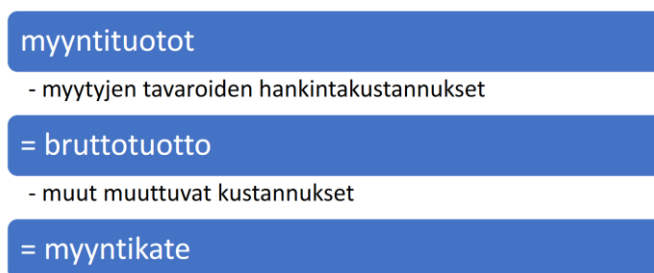 myyntituotot
- myytyjen tavaroiden hankintakustannukset
= bruttotuotto
- muut muuttuvat kustannukset
= myyntikate